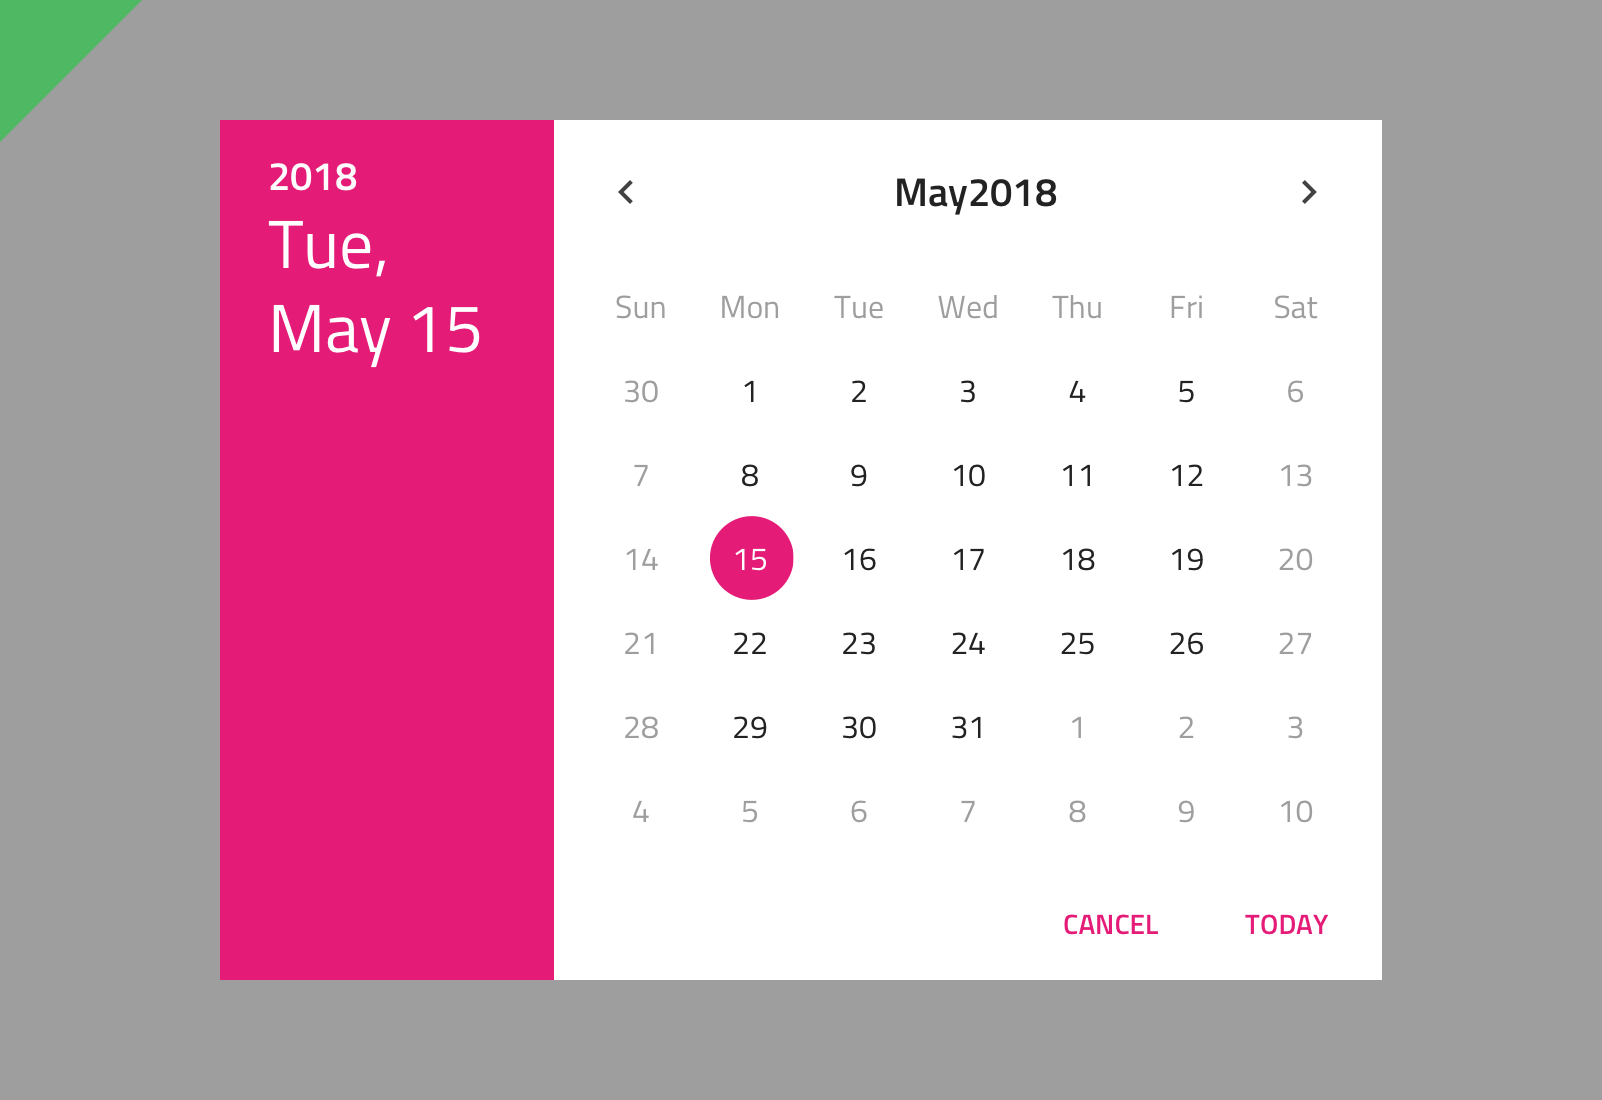 2018
Tue,
May 15
May2018
Sun Mon Tue Wed Thu Fri Sat
30 1 2 3 4 5 6
7 8 9 10 11 12 13
14 15 16 17 18 19 20
21 22 23 24 25 26 27
28 29 30 31 1 2 3
4 5 6 7 8 9 10
CANCEL TODAY